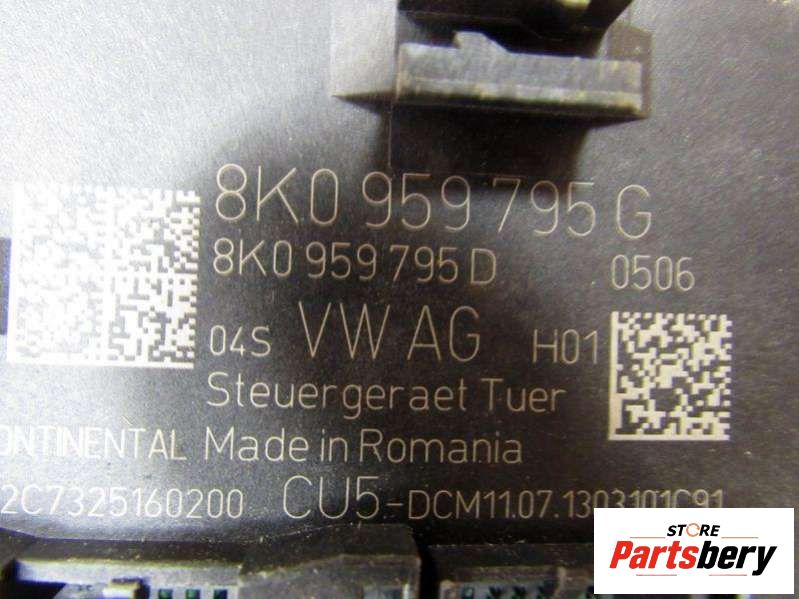 8K0 959 795 G
8K0 959 795 D 0506
04S VW AG H01
Steuergeraet Tuer
ONTINENTAL Made in Romania
2C7325160200 CU5-DCM11.07.1303101C91
STORE
Partsbery